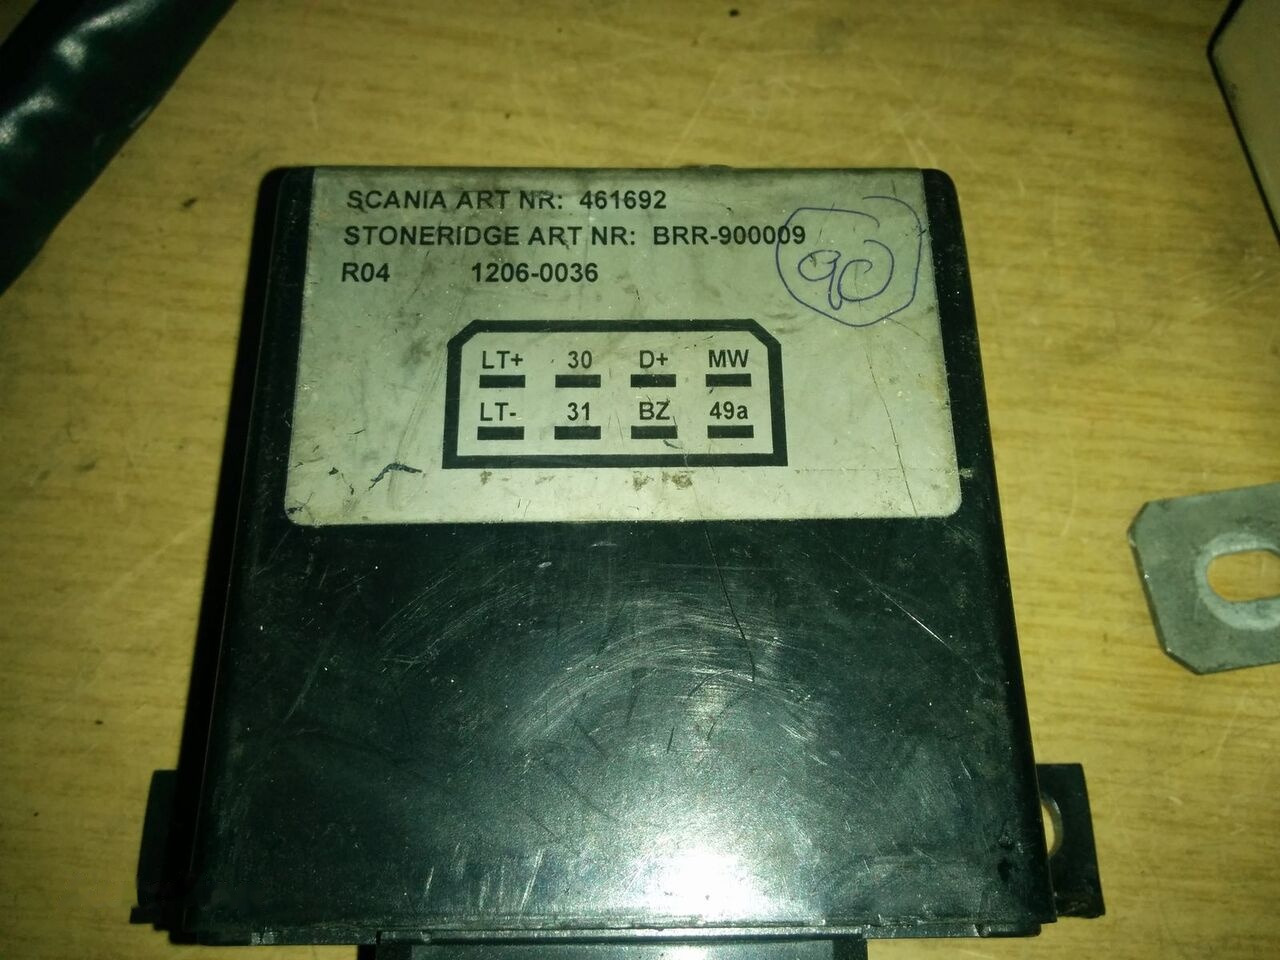 SCANIA ART NR: 461692
STONERIDGE ART NR: BRR-900009
R04 1206-0036
90
LT+ 30 D+ MW
LT- 31 BZ 49a